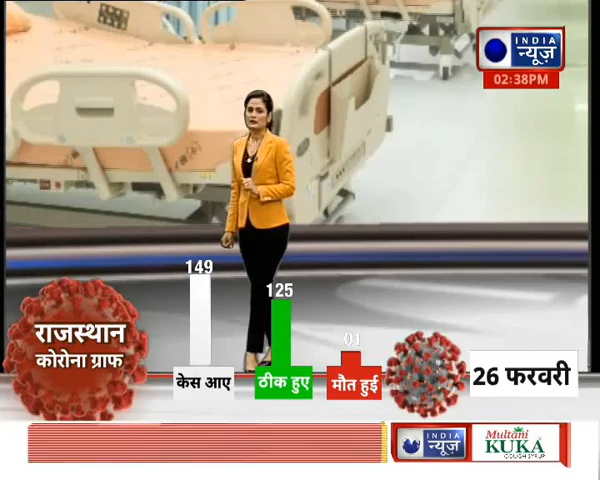 INDIA
न्यूज़
02:38PM
149
125
01
राजस्थान
कोरोना ग्राफ
केस आए
ठीक हुए
मौत हुई
26 फरवरी
INDIA
न्यूज़
Multani
KUKA
COUGH SYRUP